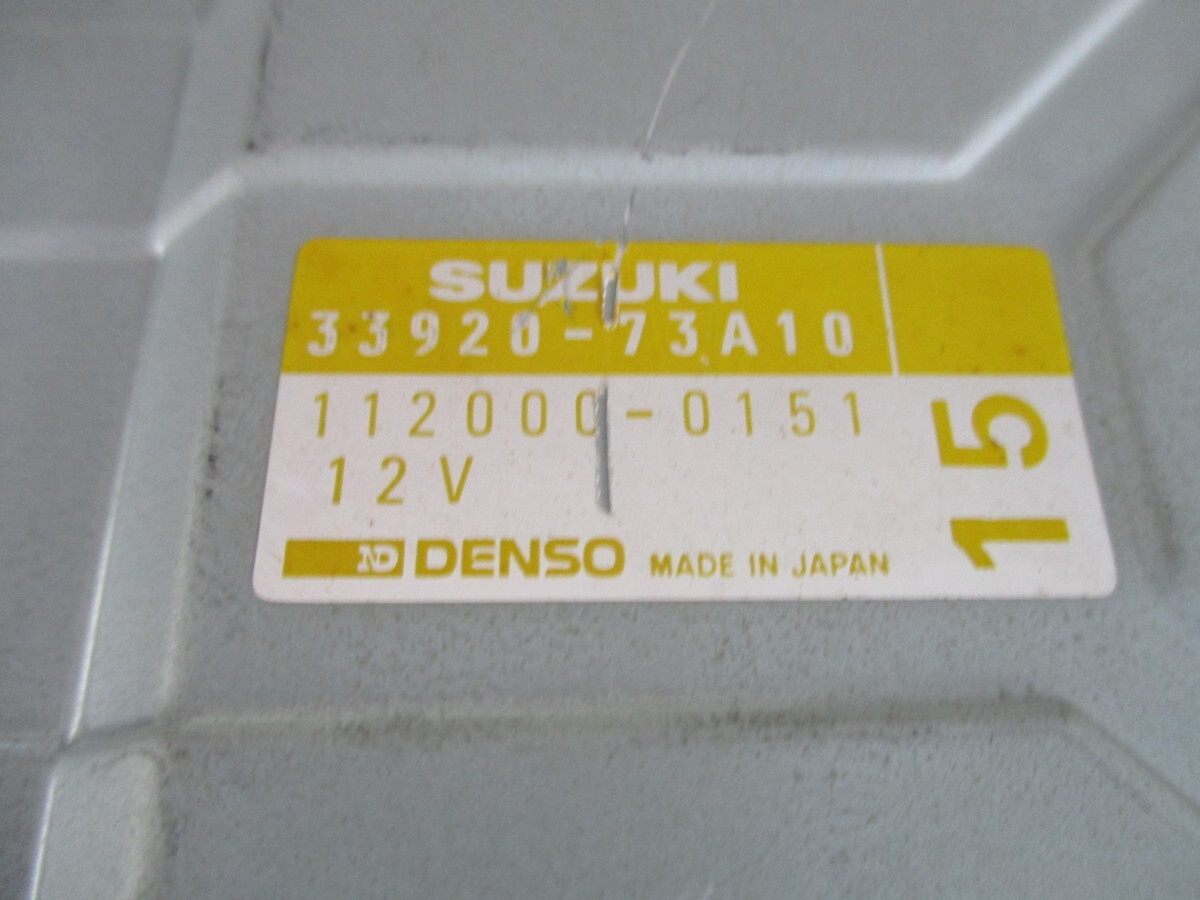 SUZUKI
33920-73A10
112000-0151
12V
ND DENSO MADE IN JAPAN
15